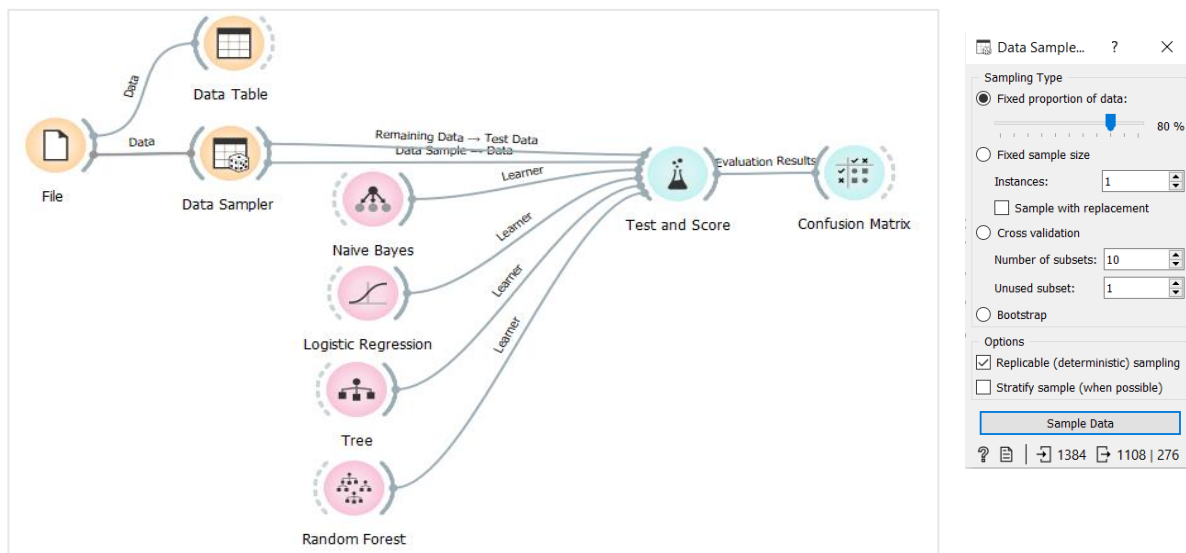 Data
Data Table
File
Data
Data Sampler
Remaining Data → Test Data
Data Sample → Data
Learner
Naive Bayes
Learner
Logistic Regression
Learner
Tree
Learner
Random Forest
Test and Score
Evaluation Results
Confusion Matrix
Data Sample... ? ×
Sampling Type
Fixed proportion of data:
80 %
Fixed sample size
Instances: 1
Sample with replacement
Cross validation
Number of subsets: 10
Unused subset: 1
Bootstrap
Options
Replicable (deterministic) sampling
Stratify sample (when possible)
Sample Data
? 1384 1108 | 276